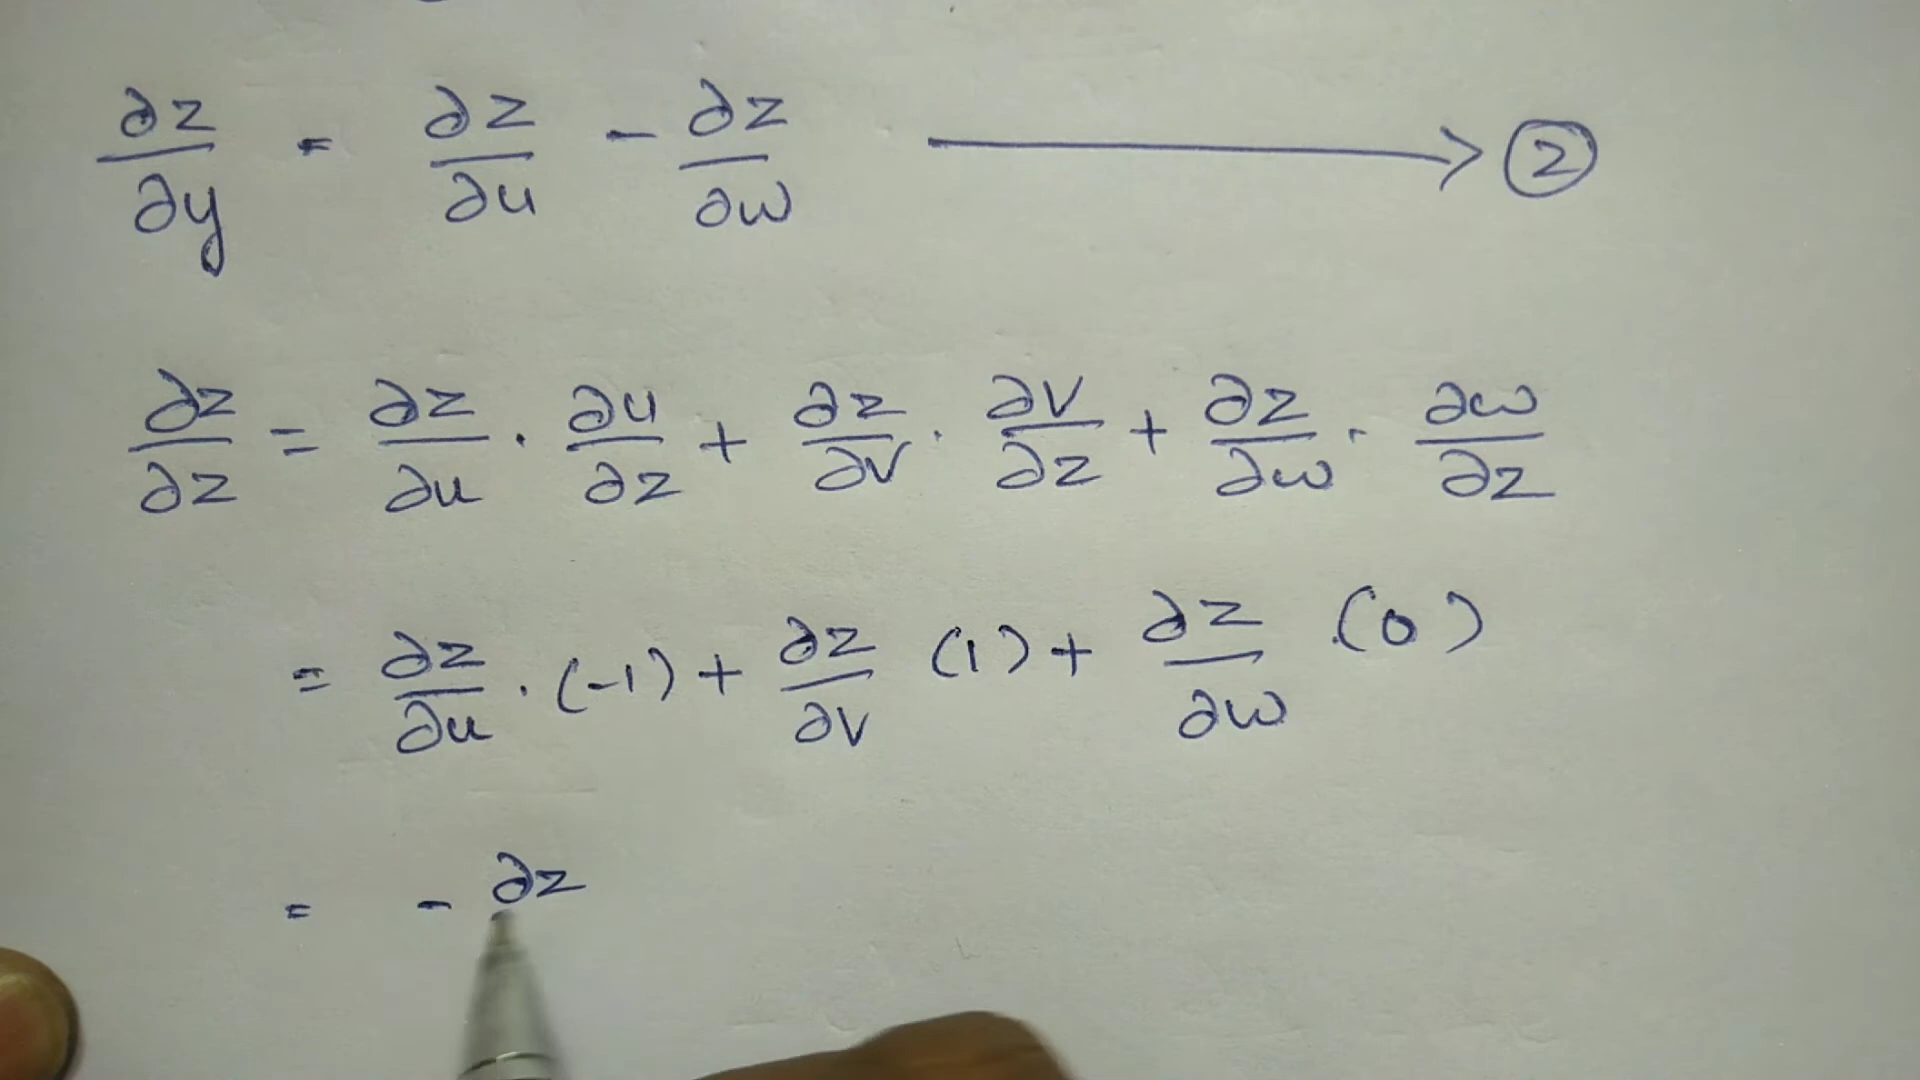 ∂z/∂y = ∂z/∂u - ∂z/∂w ⟶ ②
∂z/∂z = ∂z/∂u · ∂u/∂z + ∂z/∂v · ∂v/∂z + ∂z/∂w · ∂w/∂z
= ∂z/∂u · (-1) + ∂z/∂v (1) + ∂z/∂w (0)
= - ∂z